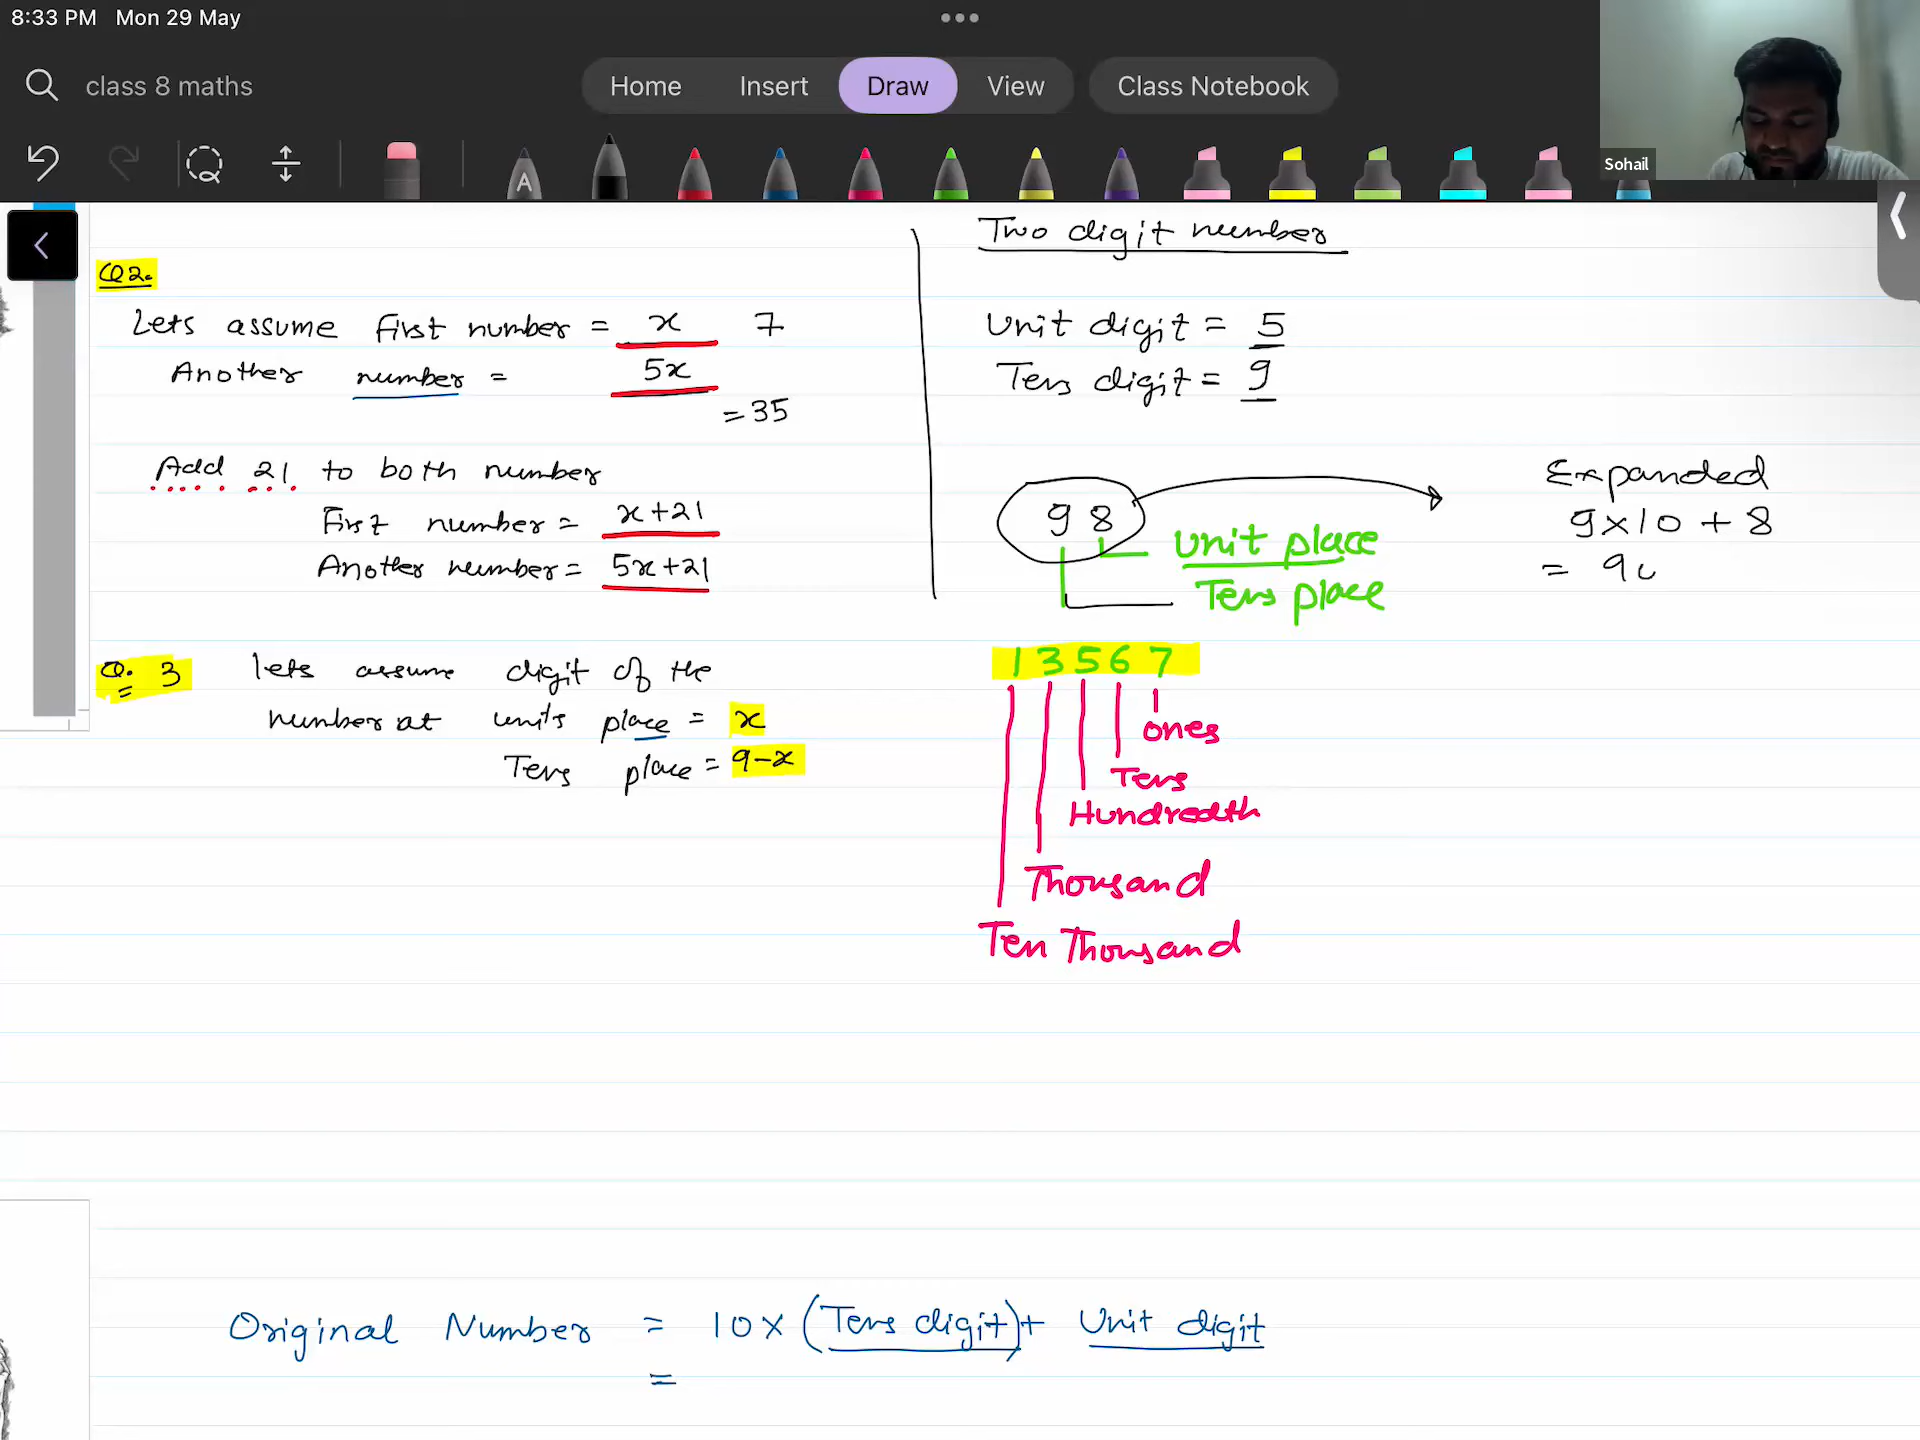 8:33 PM Mon 29 May
class 8 maths
Home Insert Draw View Class Notebook
A
Sohail
Q2.
Lets assume First number = x 7
Another number = 5x
= 35
Add 21 to both number
First number = x+21
Another number = 5x+21
Q. 3 lets assume digit of the
number at units place = x
Tens place = 9-x
Two digit number
Unit digit = 5
Tens digit = 9
98
Unit place
Tens place
Expanded
9x10 + 8
= 90
13567
ones
Tens
Hundredth
Thousand
Ten Thousand
Original Number = 10x (Tens digit) + Unit digit
=